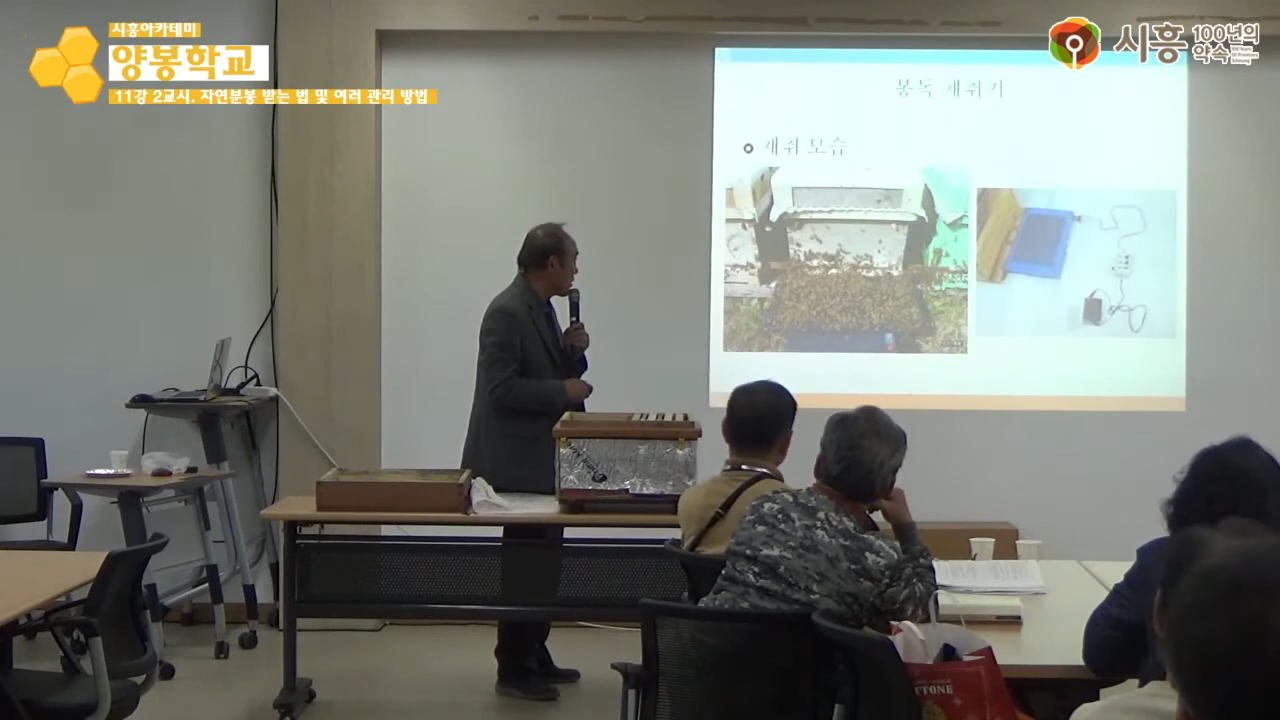 시흥아카데미
양봉학교
11강 2교시. 자연분봉 받는 법 및 여러 관리 방법
시흥 100년의 약속
봉독 채취기
채취 모습
TTONE